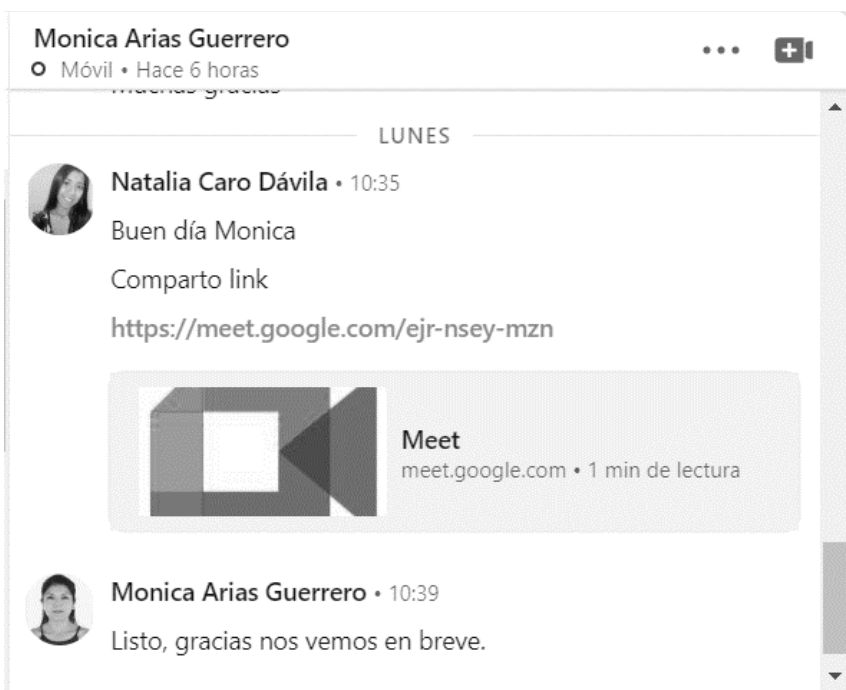 Monica Arias Guerrero
Móvil • Hace 6 horas
Muchas gracias
LUNES
Natalia Caro Dávila • 10:35
Buen día Monica
Comparto link
https://meet.google.com/ejr-nsey-mzn
Meet
meet.google.com • 1 min de lectura
Monica Arias Guerrero • 10:39
Listo, gracias nos vemos en breve.